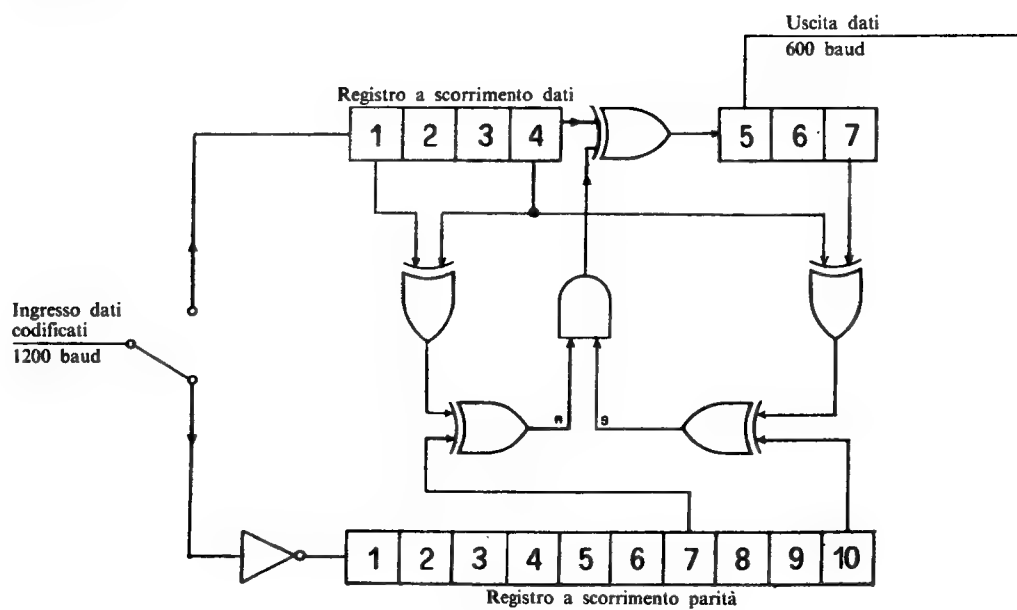 Uscita dati
600 baud
Registro a scorrimento dati
1 2 3 4
5 6 7
Ingresso dati
codificati
1200 baud
A
B
1 2 3 4 5 6 7 8 9 10
Registro a scorrimento parità